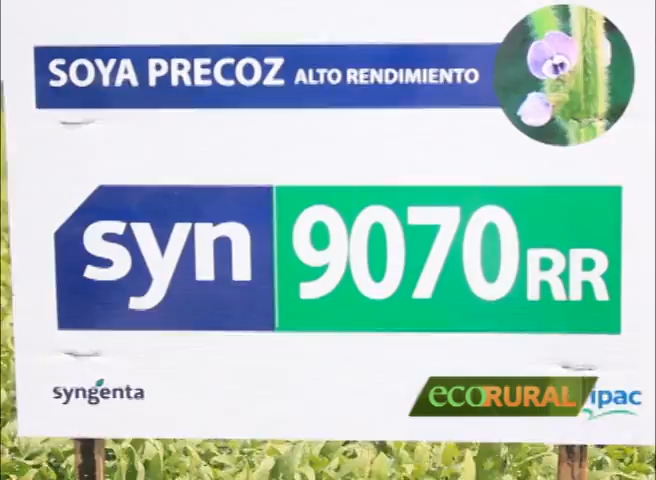 SOYA PRECOZ ALTO RENDIMIENTO
syn 9070RR
syngenta
ecoRURAL
ipac